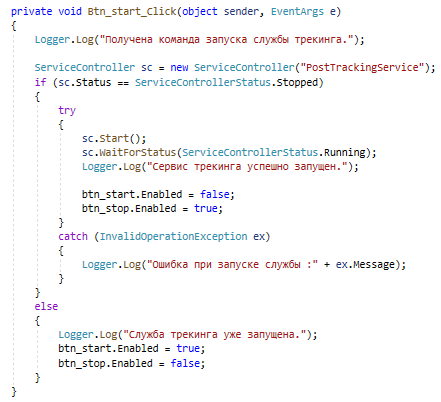 private void Btn_start_Click(object sender, EventArgs e)
{
Logger.Log("Получена команда запуска службы трекинга.");
ServiceController sc = new ServiceController("PostTrackingService");
if (sc.Status == ServiceControllerStatus.Stopped)
{
try
{
sc.Start();
sc.WaitForStatus(ServiceControllerStatus.Running);
Logger.Log("Сервис трекинга успешно запущен.");
btn_start.Enabled = false;
btn_stop.Enabled = true;
}
catch (InvalidOperationException ex)
{
Logger.Log("Ошибка при запуске службы :" + ex.Message);
}
}
else
{
Logger.Log("Служба трекинга уже запущена.");
btn_start.Enabled = true;
btn_stop.Enabled = false;
}
}